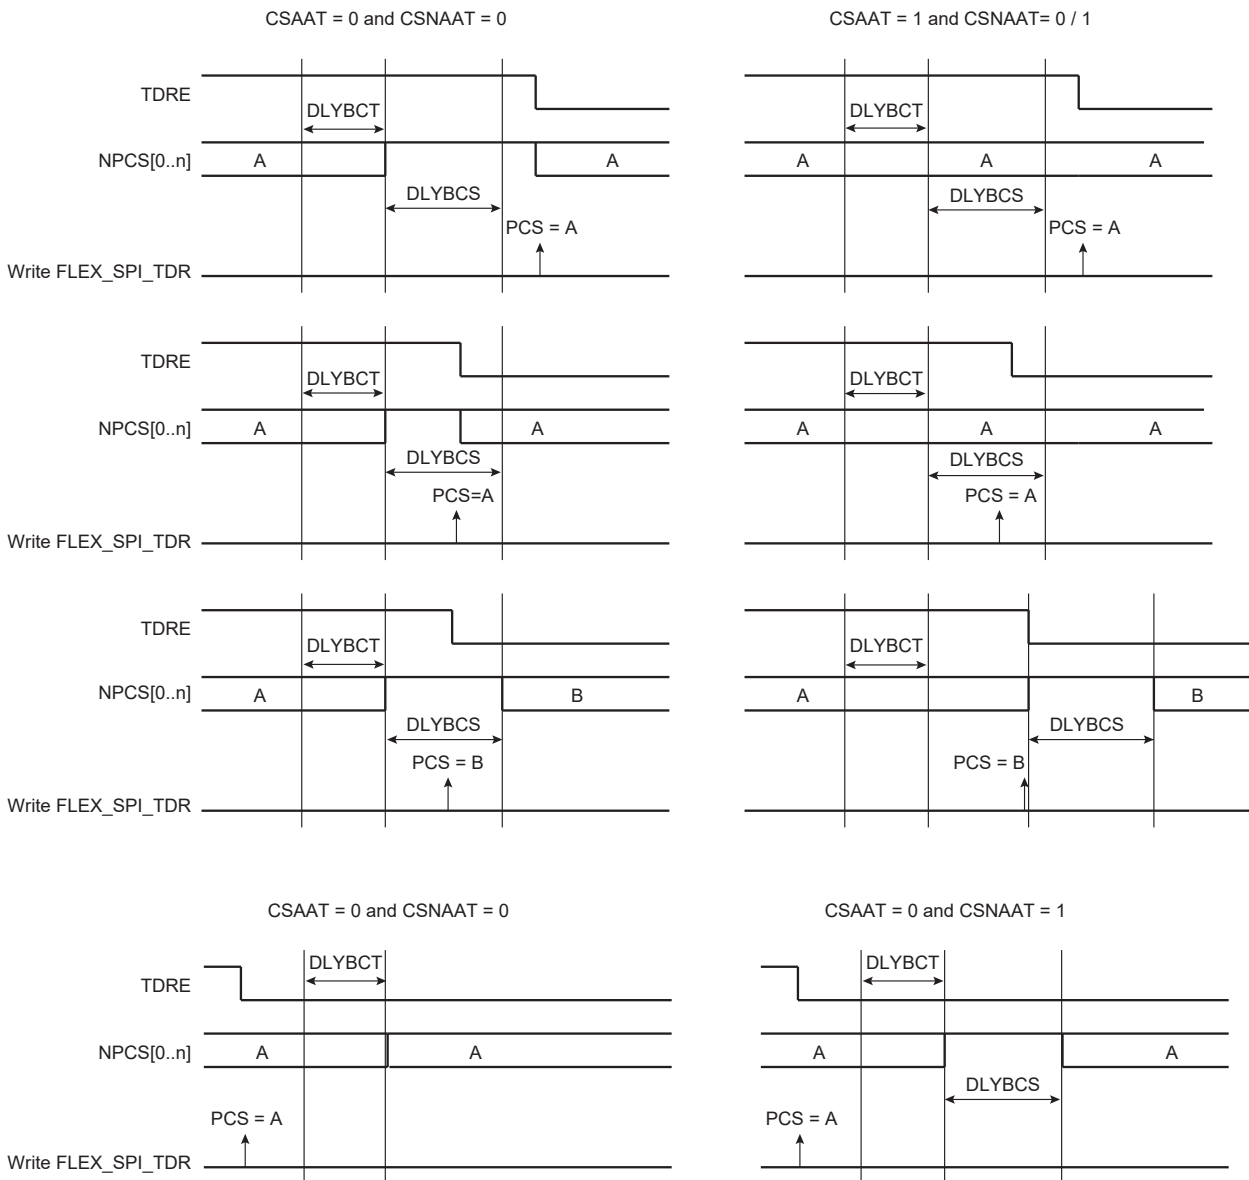 CSAAT = 0 and CSNAAT = 0
CSAAT = 1 and CSNAAT= 0 / 1
TDRE
DLYBCT
DLYBCT
NPCS[0..n]
A
A
A
A
A
DLYBCS
DLYBCS
PCS = A
PCS = A
Write FLEX_SPI_TDR
TDRE
DLYBCT
DLYBCT
NPCS[0..n]
A
A
A
A
A
DLYBCS
DLYBCS
PCS=A
PCS = A
Write FLEX_SPI_TDR
TDRE
DLYBCT
DLYBCT
NPCS[0..n]
A
B
A
B
DLYBCS
DLYBCS
PCS = B
PCS = B
Write FLEX_SPI_TDR
CSAAT = 0 and CSNAAT = 0
CSAAT = 0 and CSNAAT = 1
DLYBCT
DLYBCT
TDRE
NPCS[0..n]
A
A
A
A
DLYBCS
PCS = A
PCS = A
Write FLEX_SPI_TDR